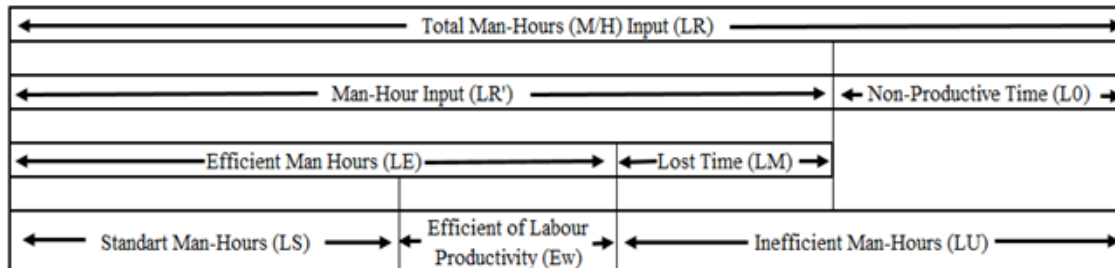 Total Man-Hours (M/H) Input (LR)
Man-Hour Input (LR') Non-Productive Time (L0)
Efficient Man Hours (LE) Lost Time (LM)
Standart Man-Hours (LS)
Efficient of Labour
Productivity (Ew)
Inefficient Man-Hours (LU)